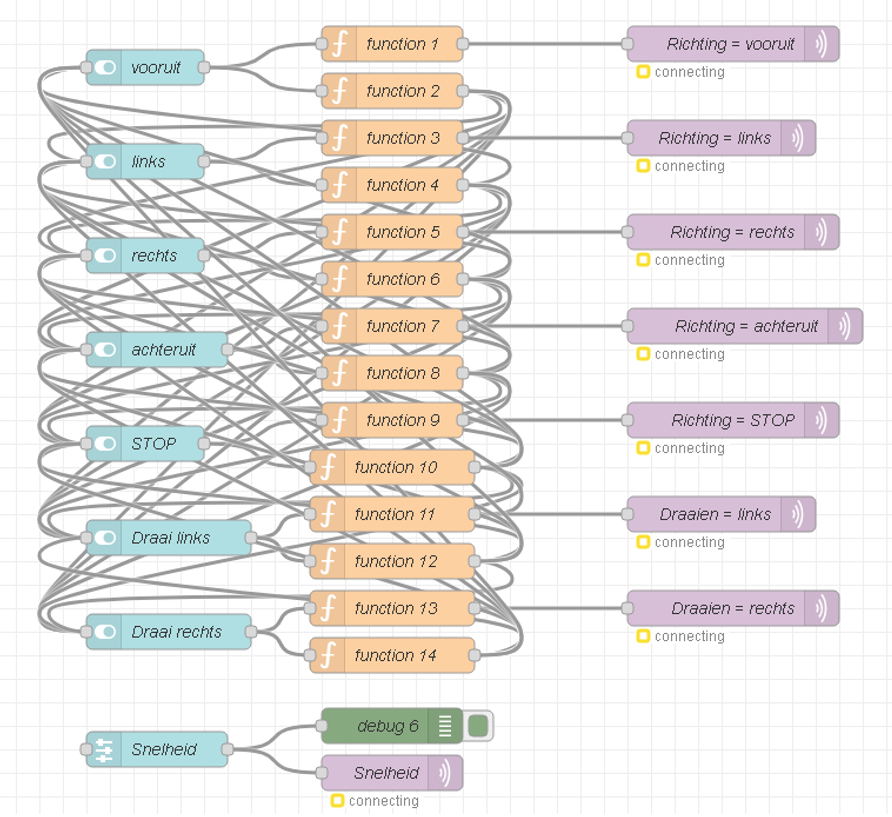 vooruit
function 1
Richting = vooruit
connecting
function 2
links
function 3
Richting = links
connecting
function 4
rechts
function 5
Richting = rechts
connecting
function 6
achteruit
function 7
Richting = achteruit
connecting
function 8
STOP
function 9
Richting = STOP
connecting
function 10
Draai links
function 11
Draaien = links
connecting
function 12
Draai rechts
function 13
Draaien = rechts
connecting
function 14
Snelheid
debug 6
Snelheid
connecting